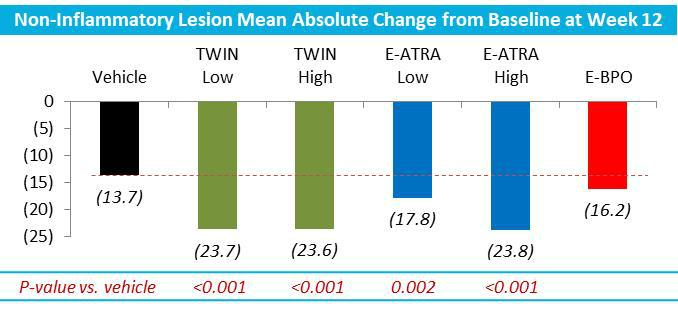 Non-Inflammatory Lesion Mean Absolute Change from Baseline at Week 12
Vehicle TWIN Low TWIN High E-ATRA Low E-ATRA High E-BPO
0
(5)
(10)
(15)
(20)
(25)
(13.7) (23.7) (23.6) (17.8) (23.8) (16.2)
P-value vs. vehicle <0.001 <0.001 0.002 <0.001